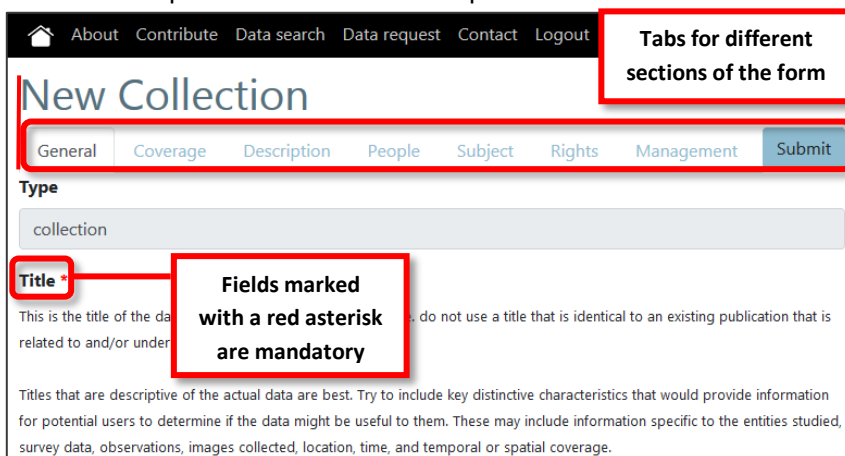 About Contribute Data search Data request Contact Logout
Tabs for different
sections of the form
New Collection
General Coverage Description People Subject Rights Management Submit
Type
collection
Title *
Fields marked
with a red asterisk
are mandatory
This is the title of the da . do not use a title that is identical to an existing publication that is
related to and/or under
Titles that are descriptive of the actual data are best. Try to include key distinctive characteristics that would provide information
for potential users to determine if the data might be useful to them. These may include information specific to the entities studied,
survey data, observations, images collected, location, time, and temporal or spatial coverage.